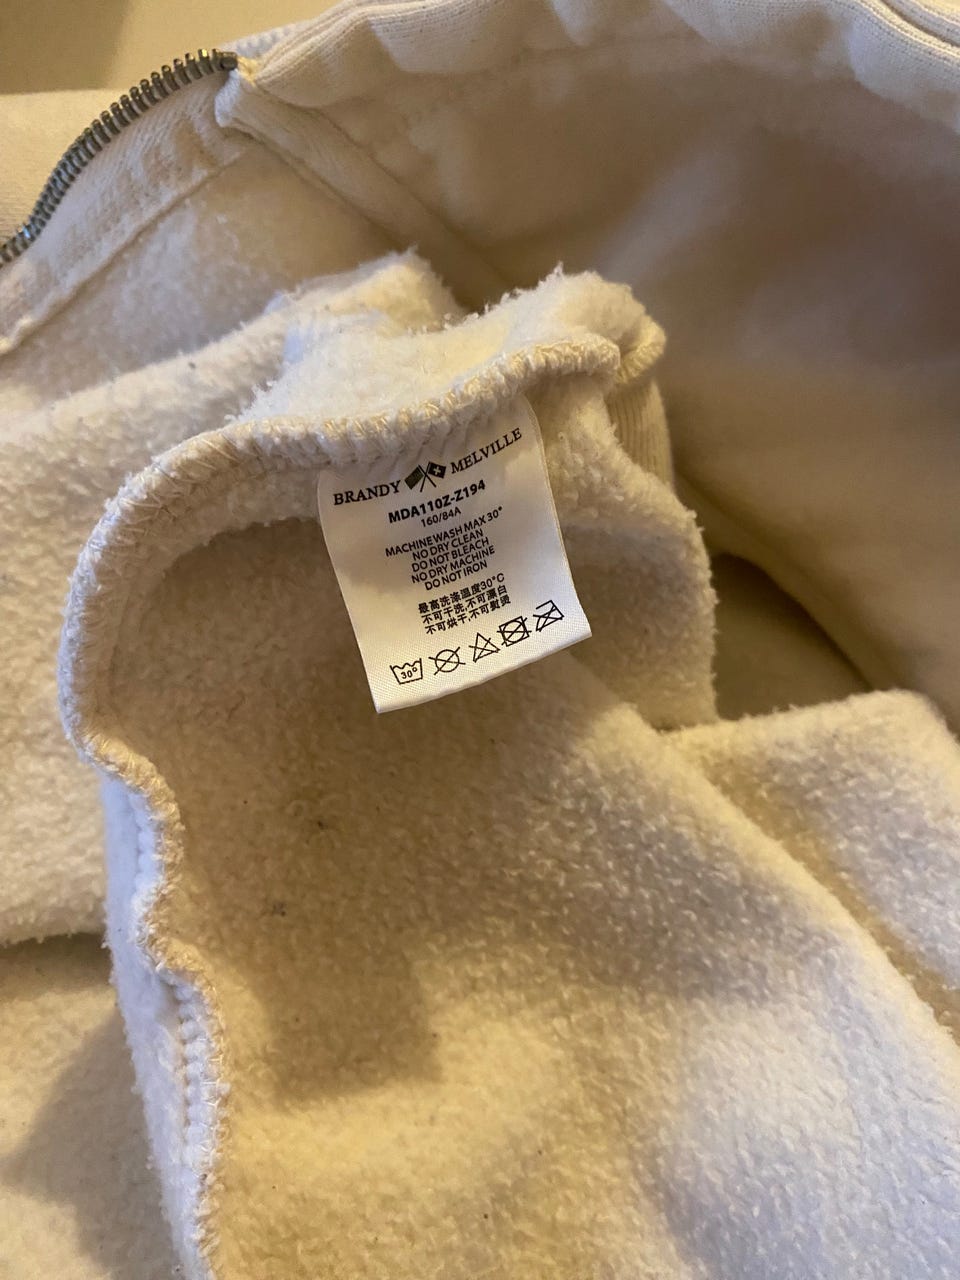 BRANDY MELVILLE
MDA110Z-Z194
160/84A
MACHINE WASH MAX 30°
NO DRY CLEAN
DO NOT BLEACH
NO DRY MACHINE
DO NOT IRON
最高洗涤温度30°C
不可干洗,不可漂白
不可烘干,不可熨烫
30°